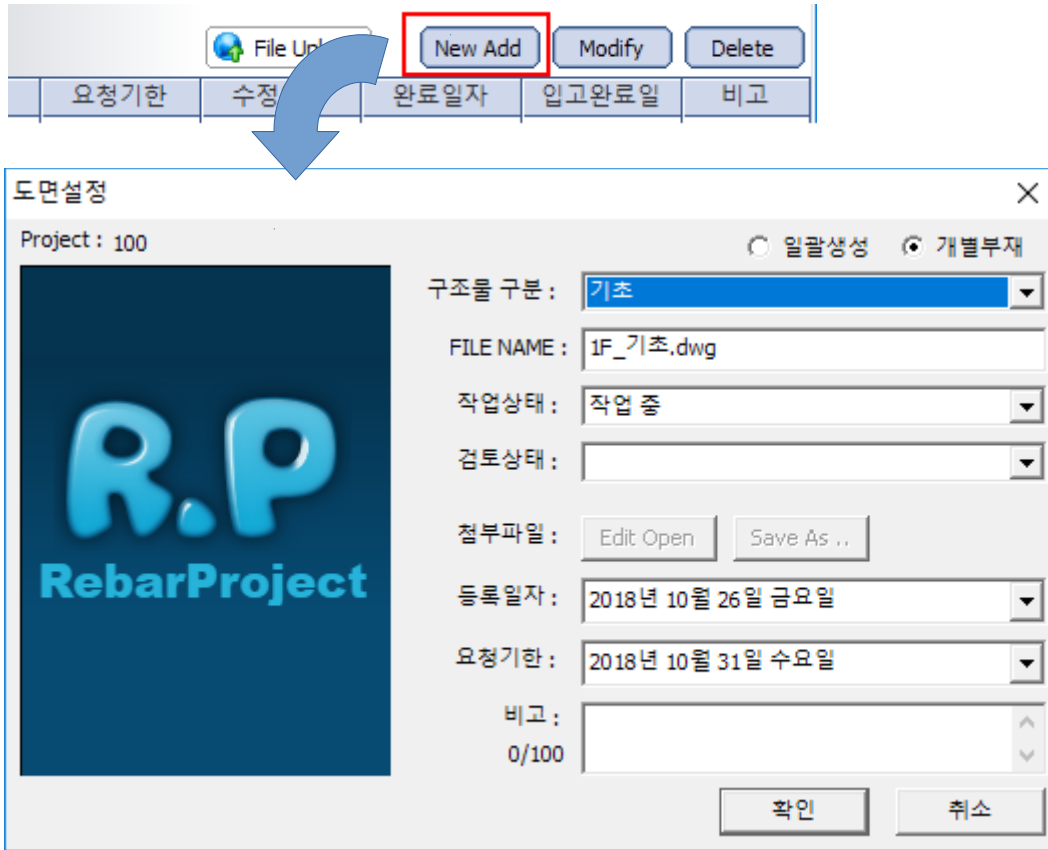 File Up New Add Modify Delete
요청기한 수정 완료일자 입고완료일 비고
도면설정
Project : 100
일괄생성 개별부재
구조물 구분 : 기초
FILE NAME : 1F_기초.dwg
작업상태 : 작업 중
검토상태 :
첨부파일 : Edit Open Save As ..
등록일자 : 2018년 10월 26일 금요일
요청기한 : 2018년 10월 31일 수요일
비고 :
0/100
R.P
RebarProject
확인 취소